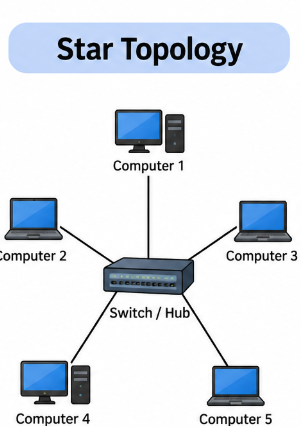 Star Topology
Computer 1
Computer 2
Computer 3
Switch / Hub
Computer 4
Computer 5